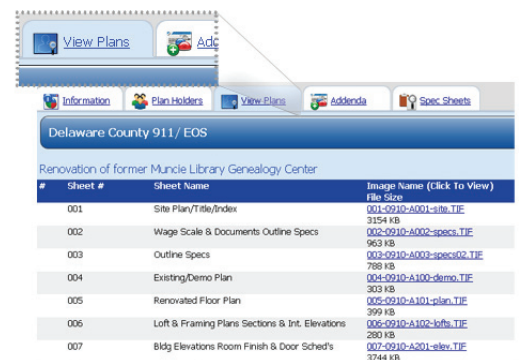 View Plans
Information Plan Holders View Plans Addenda Spec Sheets
Delaware County 911/ EOS
Renovation of former Muncie Library Genealogy Center
# Sheet # Sheet Name Image Name (Click To View)
File Size
001 Site Plan/Title/Index 001-0910-A001-site.TIF
3154 KB
002 Wage Scale & Documents Outline Specs 002-0910-A002-specs.TIF
963 KB
003 Outline Specs 003-0910-A003-specs02.TIF
788 KB
004 Existing/Demo Plan 004-0910-A100-demo.TIF
303 KB
005 Renovated Floor Plan 005-0910-A101-plan.TIF
399 KB
006 Loft & Framing Plans Sections & Int. Elevations 006-0910-A102-lofts.TIF
280 KB
007 Bldg Elevations Room Finish & Door Sched's 007-0910-A201-elev.TIF
3744 KB